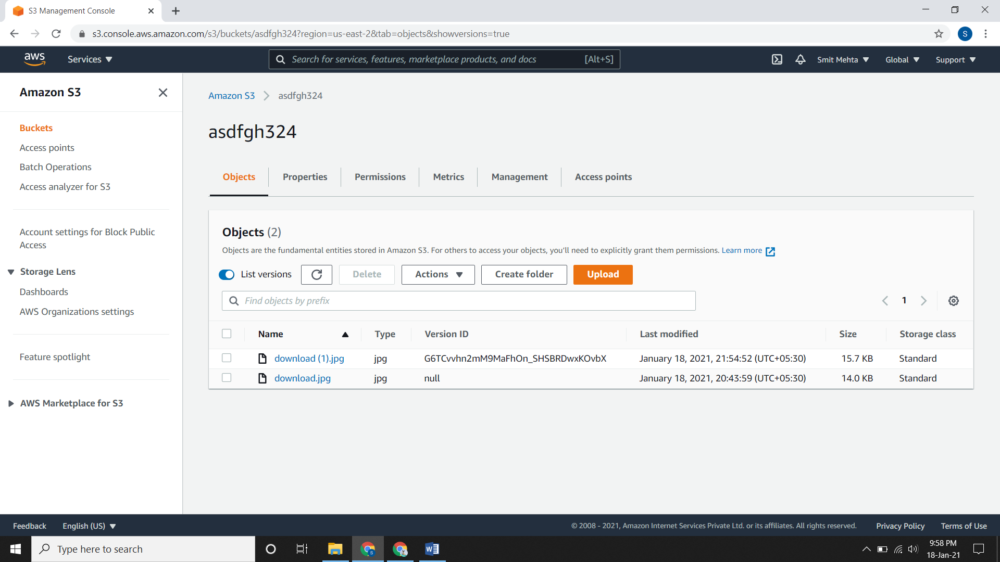 S3 Management Console
s3.console.aws.amazon.com/s3/buckets/asdfgh324?region=us-east-2&tab=objects&showversions=true
S
aws
Services
Search for services, features, marketplace products, and docs
[Alt+S]
Smit Mehta
Global
Support
Amazon S3
Buckets
Access points
Batch Operations
Access analyzer for S3
Account settings for Block Public
Access
Storage Lens
Dashboards
AWS Organizations settings
Feature spotlight
AWS Marketplace for S3
Amazon S3
asdfgh324
asdfgh324
Objects
Properties
Permissions
Metrics
Management
Access points
Objects (2)
Objects are the fundamental entities stored in Amazon S3. For others to access your objects, you'll need to explicitly grant them permissions. Learn more
List versions
Delete
Actions
Create folder
Upload
Find objects by prefix
1
Name Type Version ID Last modified Size Storage class
download (1).jpg jpg G6TCvvhn2mM9MaFhOn_SHSBRDwxKOvbX January 18, 2021, 21:54:52 (UTC+05:30) 15.7 KB Standard
download.jpg jpg null January 18, 2021, 20:43:59 (UTC+05:30) 14.0 KB Standard
Feedback
English (US)
© 2008 - 2021, Amazon Internet Services Private Ltd. or its affiliates. All rights reserved.
Privacy Policy
Terms of Use
Type here to search
9:58 PM
18-Jan-21